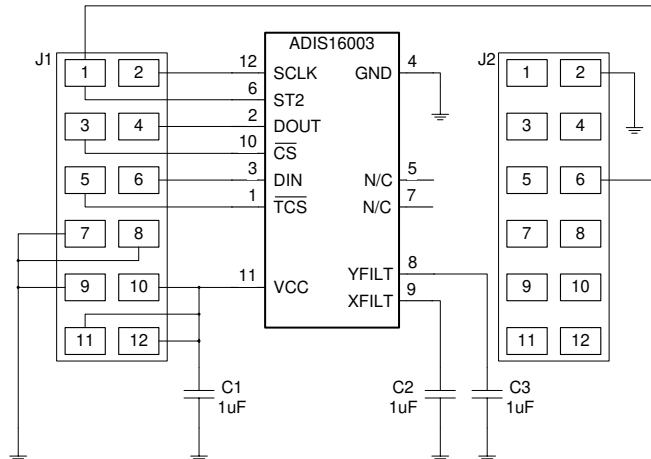 ADIS16003
J1
1 2
3 4
5 6
7 8
9 10
11 12
12 SCLK
6 ST2
2 DOUT
10 CS
3 DIN
1 TCS
11 VCC
GND 4
N/C 5
N/C 7
YFILT 8
XFILT 9
J2
1 2
3 4
5 6
7 8
9 10
11 12
C1
1uF
C2
1uF
C3
1uF